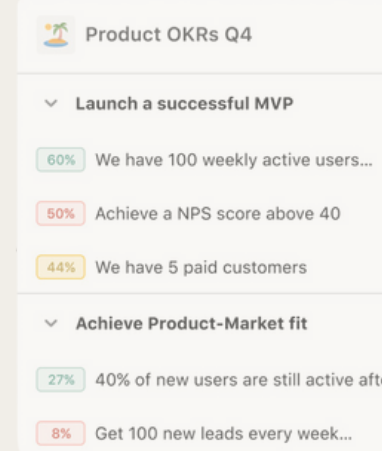 Product OKRs Q4
Launch a successful MVP
60% We have 100 weekly active users...
50% Achieve a NPS score above 40
44% We have 5 paid customers
Achieve Product-Market fit
27% 40% of new users are still active aft
8% Get 100 new leads every week...